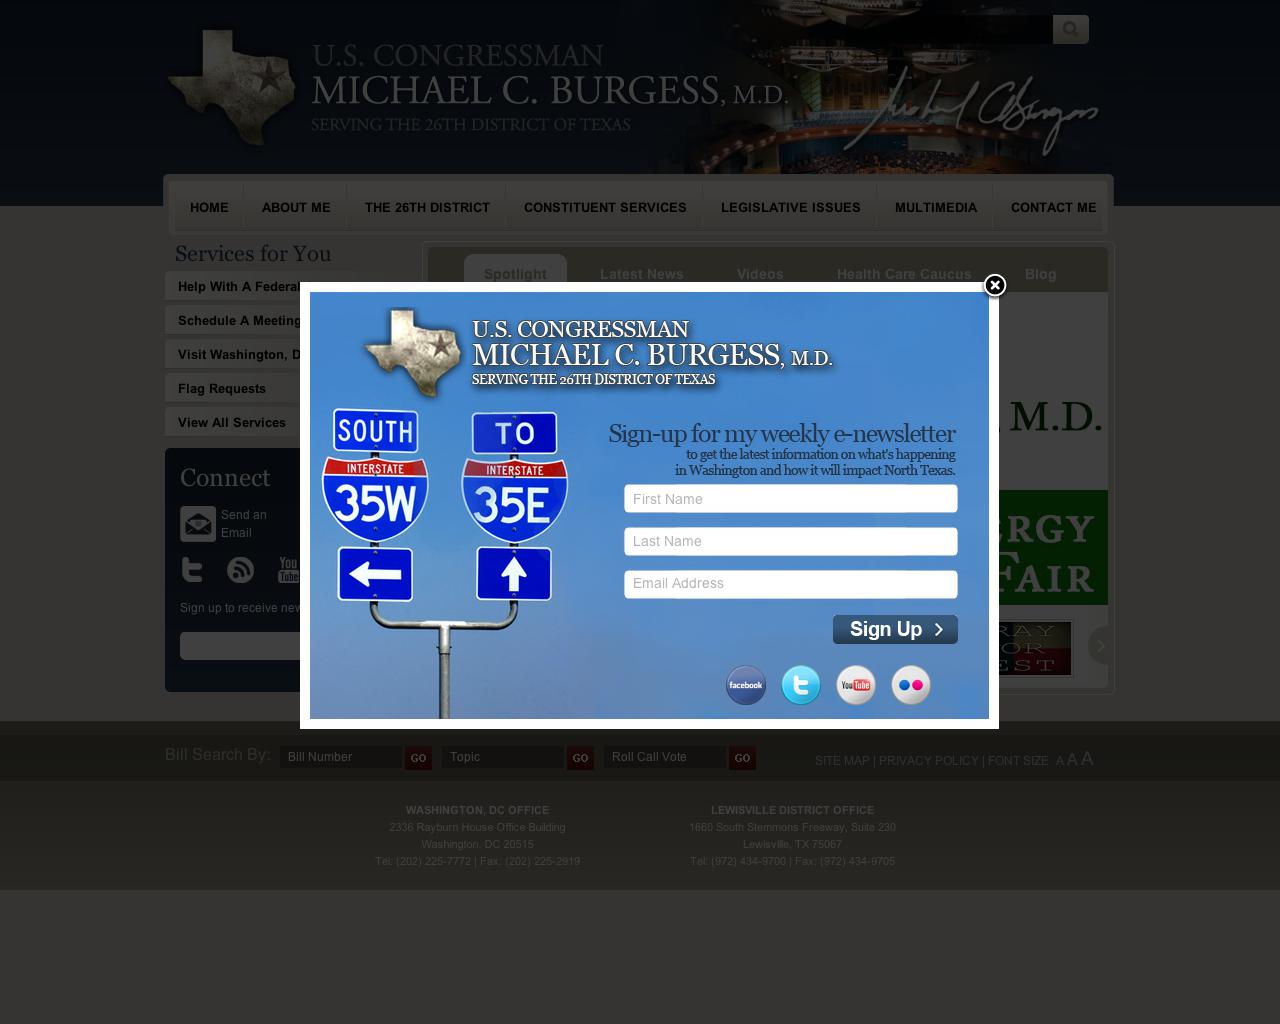 U.S. CONGRESSMAN
MICHAEL C. BURGESS, M.D.
SERVING THE 26TH DISTRICT OF TEXAS
HOME
ABOUT ME
THE 26TH DISTRICT
CONSTITUENT SERVICES
LEGISLATIVE ISSUES
MULTIMEDIA
CONTACT ME
Services for You
Help With A Federal
Schedule A Meeting
Visit Washington, D
Flag Requests
View All Services
Spotlight
Latest News
Videos
Health Care Caucus
Blog
Connect
Send an
Email
You
Tube
Sign up to receive new
U.S. CONGRESSMAN
MICHAEL C. BURGESS, M.D.
SERVING THE 26TH DISTRICT OF TEXAS
SOUTH
INTERSTATE
35W
TO
INTERSTATE
35E
Sign-up for my weekly e-newsletter
to get the latest information on what's happening
in Washington and how it will impact North Texas.
First Name
Last Name
Email Address
Sign Up
facebook
YouTube
M.D.
ERGY
FAIR
RAY
FOR
EST
Bill Search By:
Bill Number
GO
Topic
GO
Roll Call Vote
GO
SITE MAP | PRIVACY POLICY | FONT SIZE A A A
WASHINGTON, DC OFFICE
2336 Rayburn House Office Building
Washington, DC 20515
Tel: (202) 225-7772 | Fax: (202) 225-2919
LEWISVILLE DISTRICT OFFICE
1660 South Stemmons Freeway, Suite 230
Lewisville, TX 75067
Tel: (972) 434-9700 | Fax: (972) 434-9705